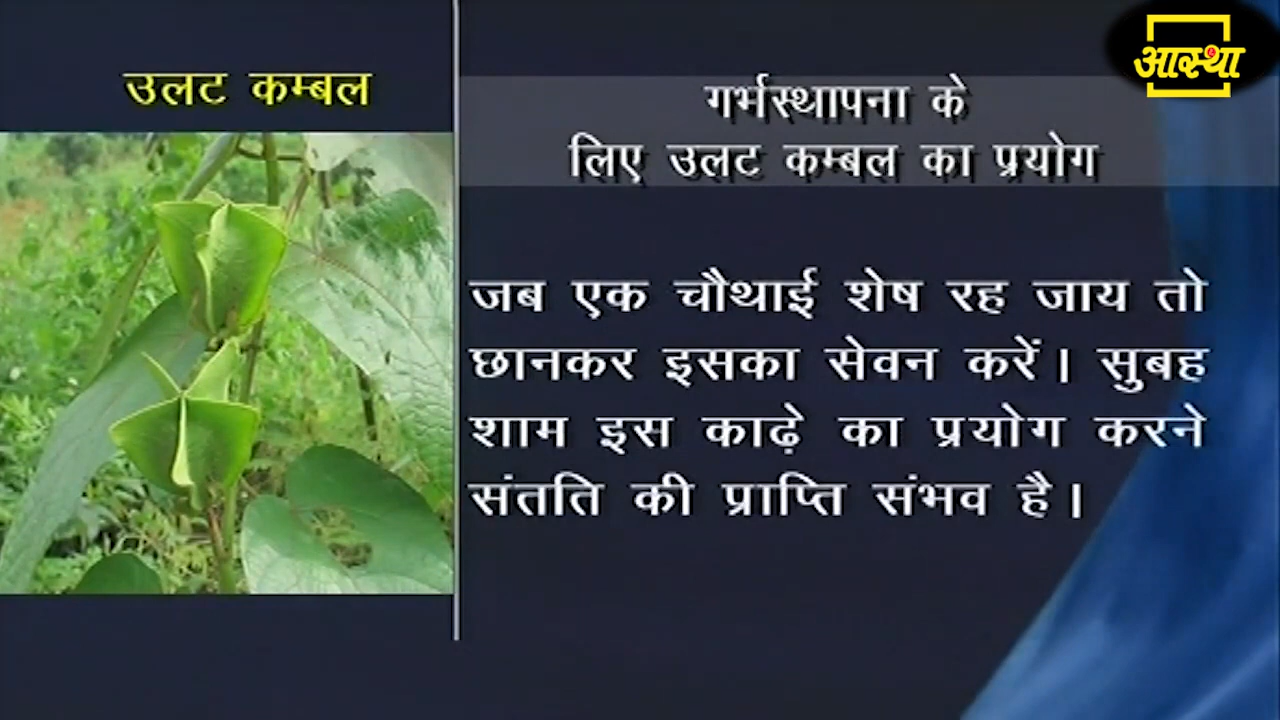 आस्था
उलट कम्बल
गर्भस्थापना के
लिए उलट कम्बल का प्रयोग
जब एक चौथाई शेष रह जाय तो
छानकर इसका सेवन करें। सुबह
शाम इस काढ़े का प्रयोग करने
संतति की प्राप्ति संभव है।